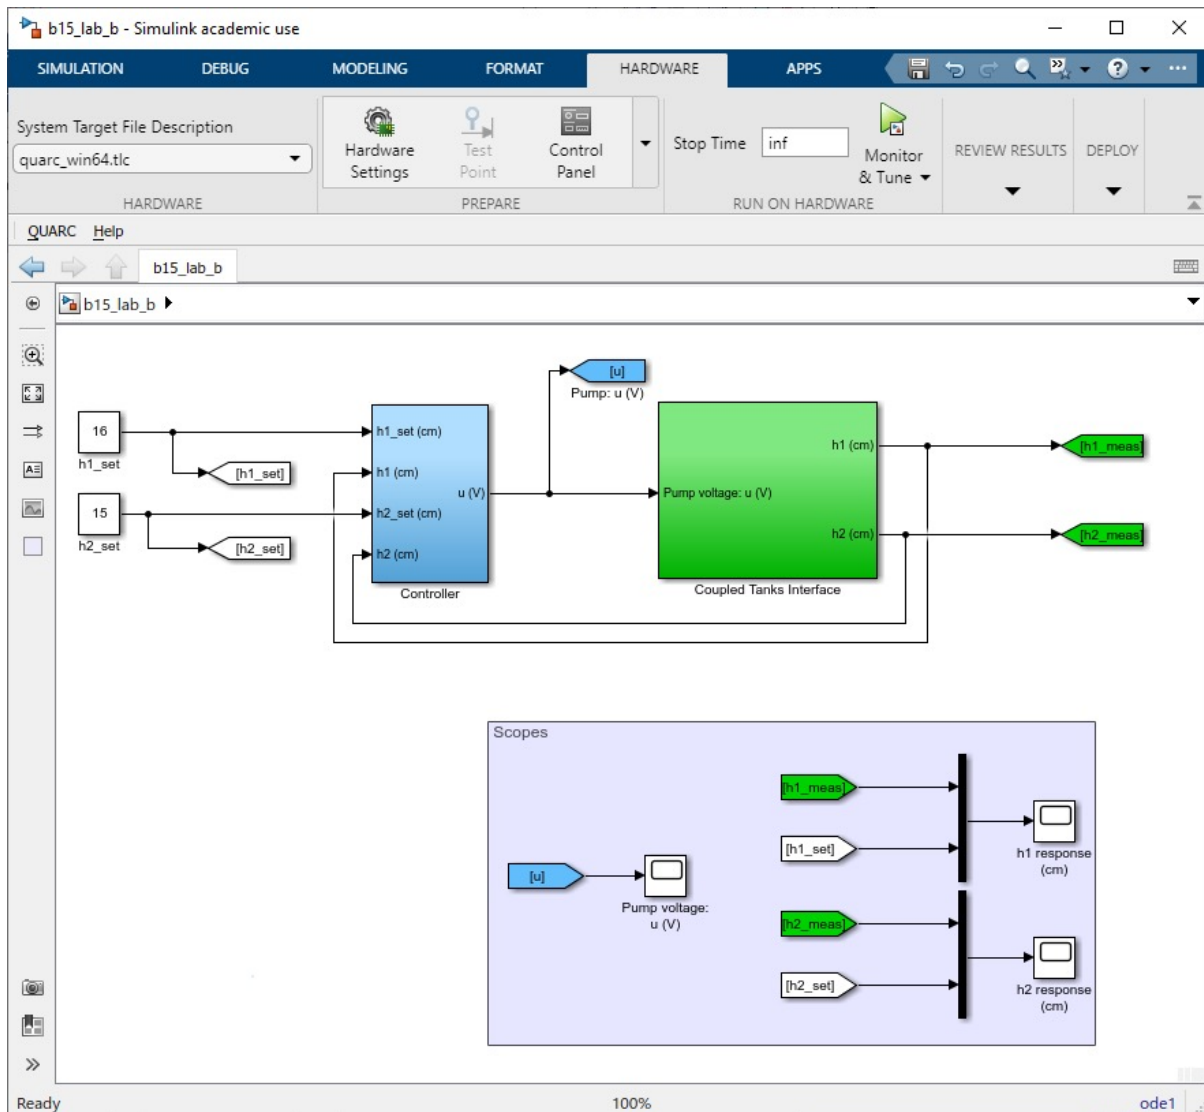 b15_lab_b - Simulink academic use
SIMULATION DEBUG MODELING FORMAT HARDWARE APPS
System Target File Description
quarc_win64.tlc
Hardware
Settings
Test
Point
Control
Panel
Stop Time inf
Monitor
& Tune
REVIEW RESULTS
DEPLOY
HARDWARE PREPARE RUN ON HARDWARE
QUARC Help
b15_lab_b
b15_lab_b
[u]
Pump: u (V)
16
h1_set
[h1_set]
15
h2_set
[h2_set]
h1_set (cm)
h1 (cm)
u (V)
h2_set (cm)
h2 (cm)
Controller
h1 (cm)
Pump voltage: u (V)
h2 (cm)
Coupled Tanks Interface
[h1_meas]
[h2_meas]
Scopes
[u]
Pump voltage:
u (V)
[h1_meas]
[h1_set]
h1 response
(cm)
[h2_meas]
[h2_set]
h2 response
(cm)
Ready 100% ode1